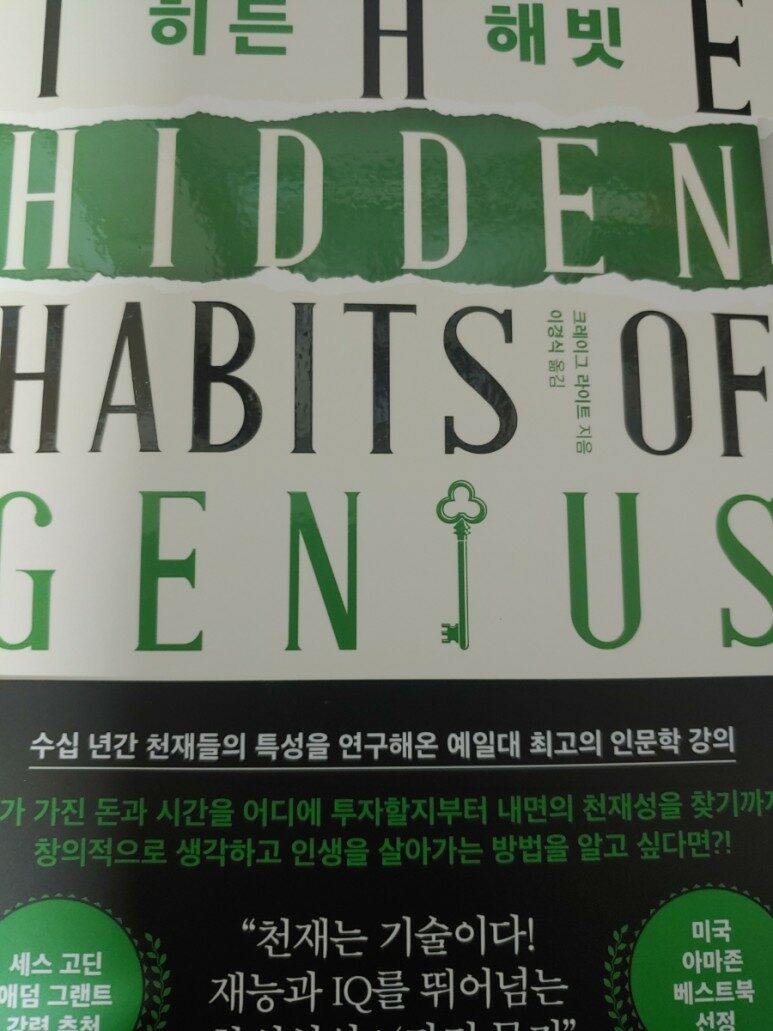 THE
히든 해빗
HIDDEN
HABITS OF
크레이그 라이트 지음
이경식 옮김
GENIUS
수십 년간 천재들의 특성을 연구해온 예일대 최고의 인문학 강의
가 가진 돈과 시간을 어디에 투자할지부터 내면의 천재성을 찾기까지
창의적으로 생각하고 인생을 살아가는 방법을 알고 싶다면?!
“천재는 기술이다!
재능과 IQ를 뛰어넘는
세스 고딘
애덤 그랜트
강력 추천
미국
아마존
베스트북
선정